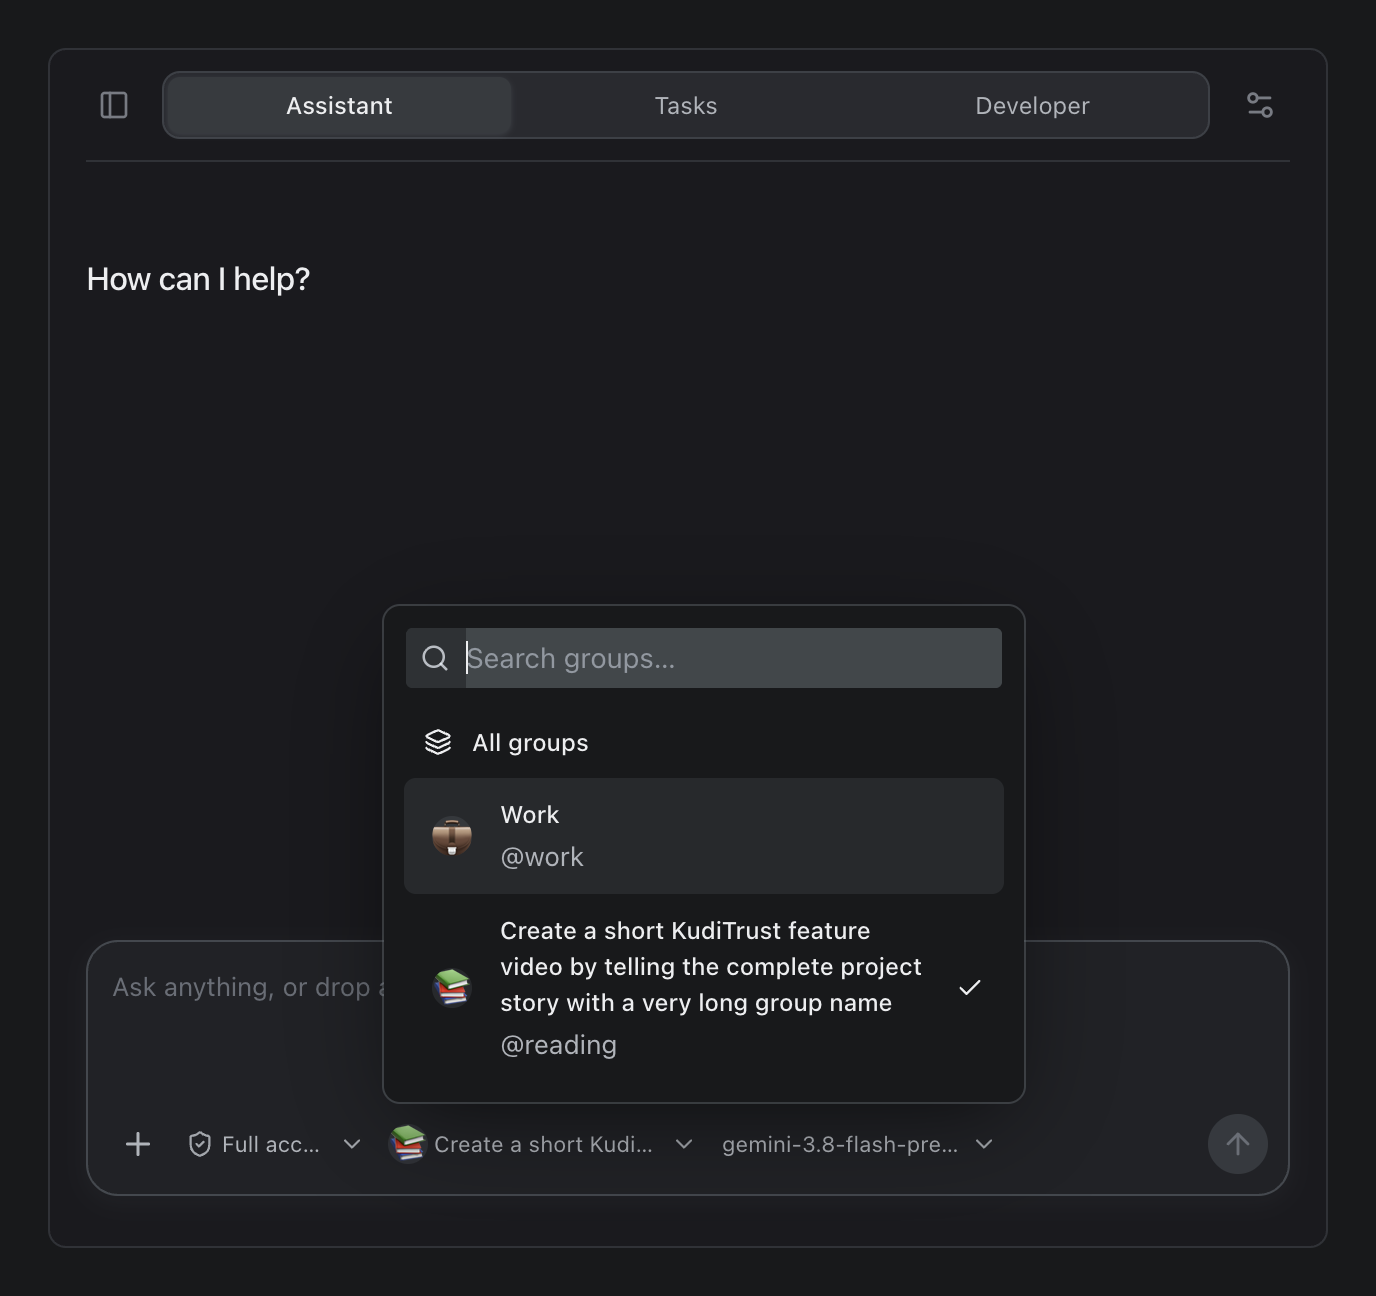 Assistant
Tasks
Developer
How can I help?
Search groups...
All groups
Work
@work
Create a short KudiTrust feature
video by telling the complete project
story with a very long group name
@reading
Ask anything, or drop
Full acc...
Create a short Kudi...
gemini-3.8-flash-pre...